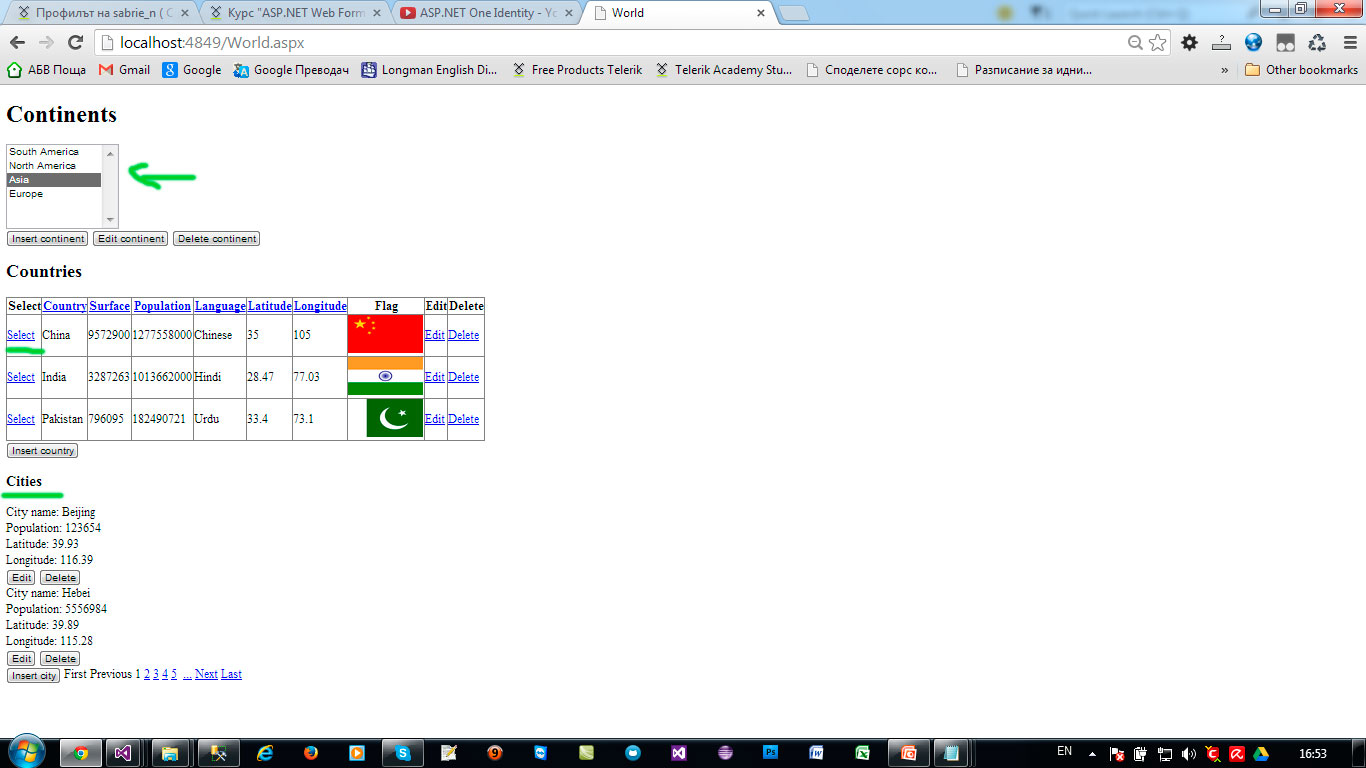 Профилът на sabrie_n ( С
Курс "ASP.NET Web Form
ASP.NET One Identity - Yo
World
localhost:4849/World.aspx
АБВ Поща Gmail Google Google Преводач Longman English Di... Free Products Telerik Telerik Academy Stu... Споделете сорс ко... Разписание за идни... » Other bookmarks
Continents
South America
North America
Asia
Europe
Insert continent Edit continent Delete continent
Countries
Select Country Surface Population Language Latitude Longitude Flag Edit Delete
Select China 9572900 1277558000 Chinese 35 105 Edit Delete
Select India 3287263 1013662000 Hindi 28.47 77.03 Edit Delete
Select Pakistan 796095 182490721 Urdu 33.4 73.1 Edit Delete
Insert country
Cities
City name: Beijing
Population: 123654
Latitude: 39.93
Longitude: 116.39
Edit Delete
City name: Hebei
Population: 5556984
Latitude: 39.89
Longitude: 115.28
Edit Delete
Insert city First Previous 1 2 3 4 5 ... Next Last
EN 16:53